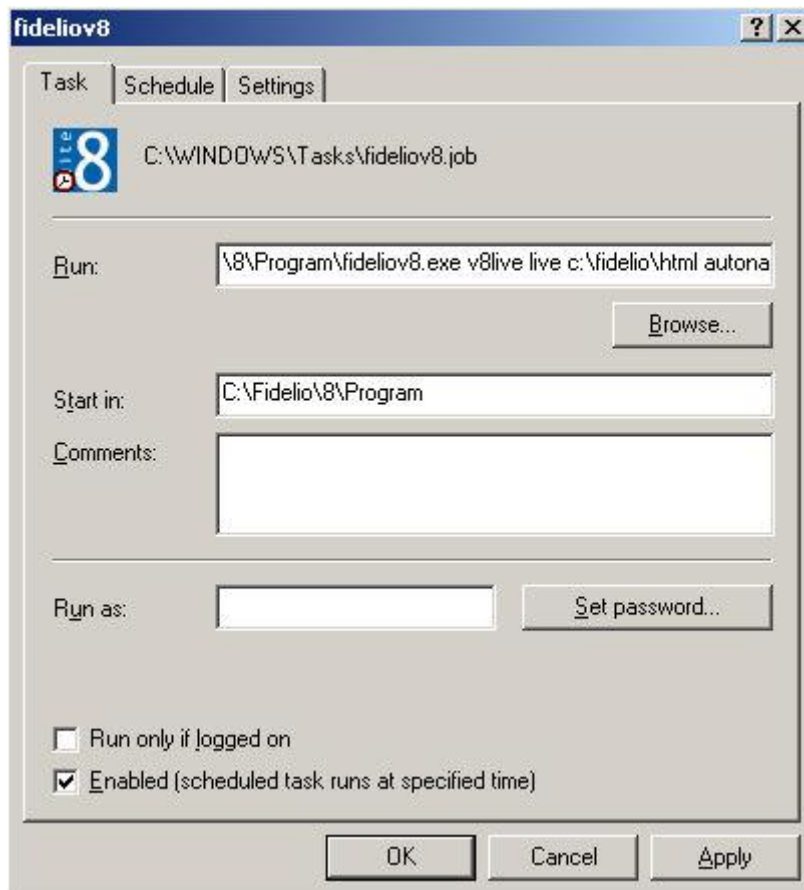 fideliov8
Task Schedule Settings
suite 8
C:\WINDOWS\Tasks\fideliov8.job
Run: \8\Program\fideliov8.exe v8live live c:\fidelio\html autona
Browse...
Start in: C:\Fidelio\8\Program
Comments:
Run as: Set password...
Run only if logged on
Enabled (scheduled task runs at specified time)
OK Cancel Apply